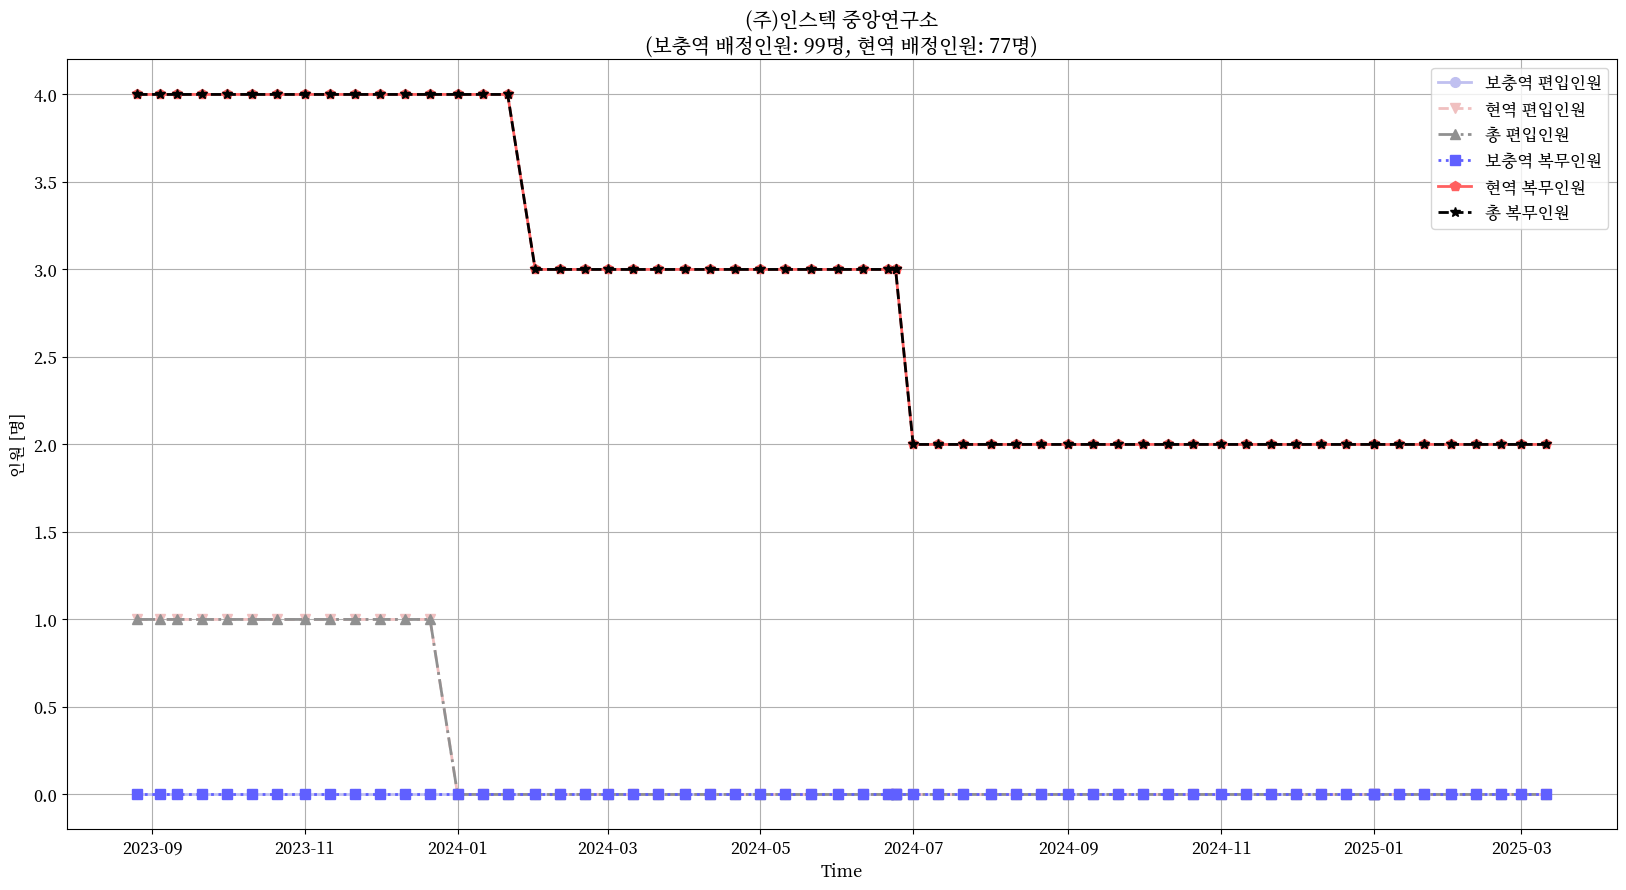 (주)인스텍 중앙연구소
(보충역 배정인원: 99명, 현역 배정인원: 77명)
보충역 편입인원
현역 편입인원
총 편입인원
보충역 복무인원
현역 복무인원
총 복무인원
인원 [명]
4.0
3.5
3.0
2.5
2.0
1.5
1.0
0.5
0.0
2023-09 2023-11 2024-01 2024-03 2024-05 2024-07 2024-09 2024-11 2025-01 2025-03
Time